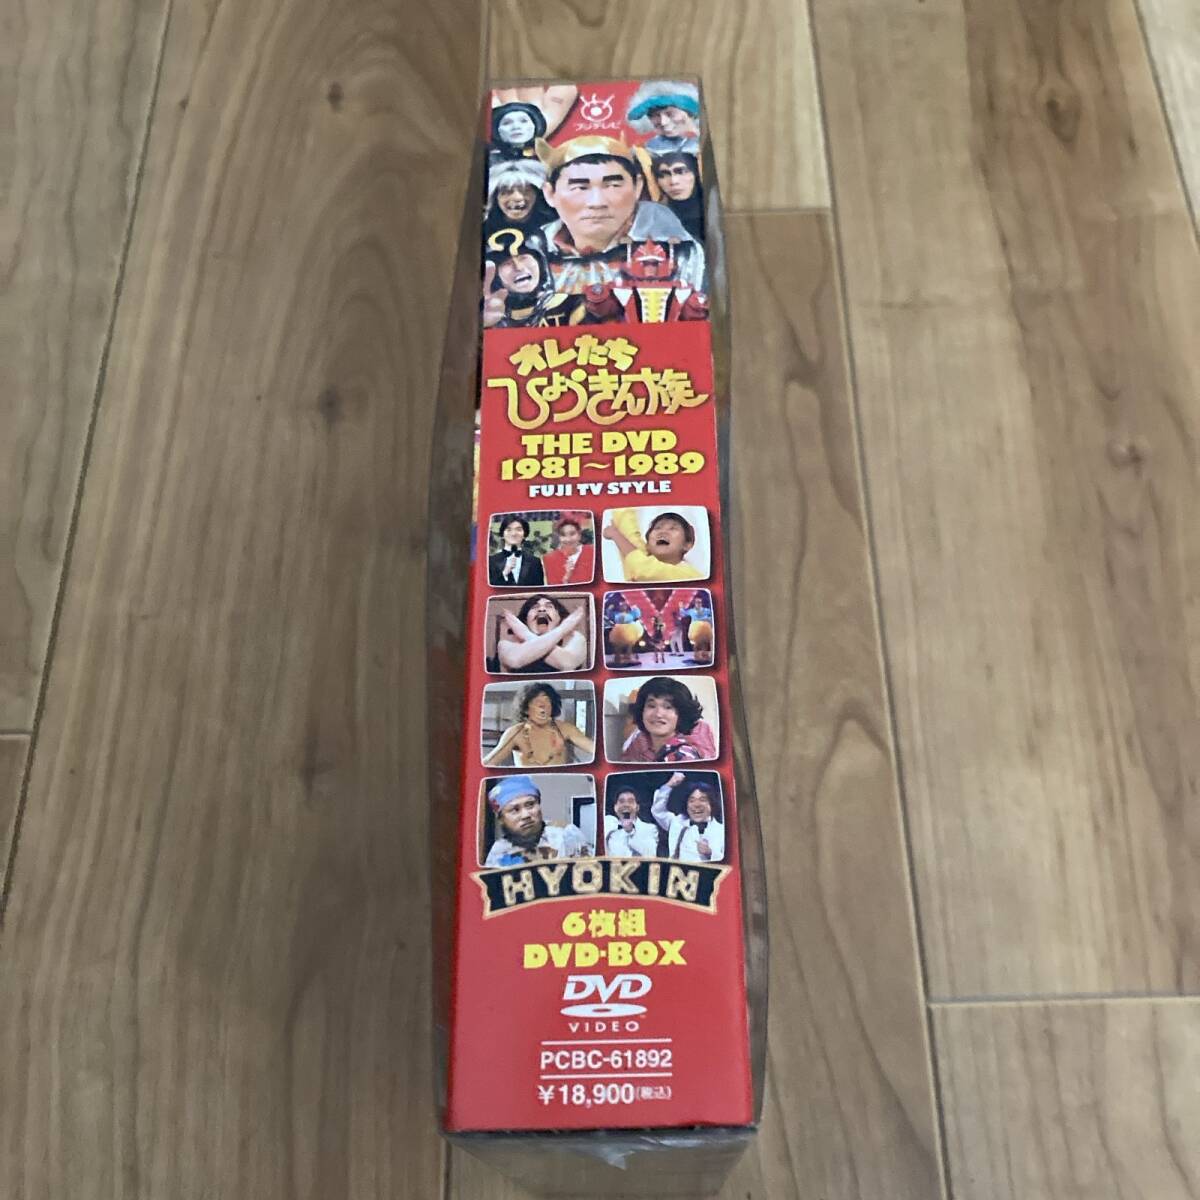 フジテレビ
オレたち
ひょうきん族
THE DVD
1981～1989
FUJI TV STYLE
HYOKIN
6枚組
DVD-BOX
DVD
VIDEO
PCBC-61892
¥18,900(税込)